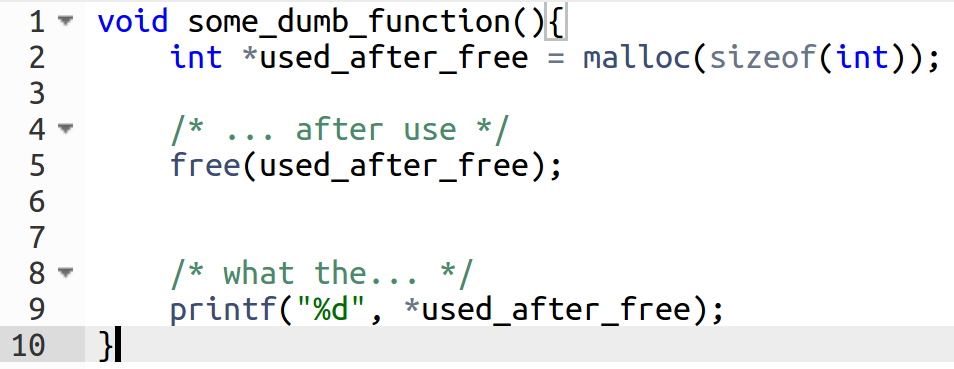 1 void some_dumb_function(){
2 int *used_after_free = malloc(sizeof(int));
3
4 /* ... after use */
5 free(used_after_free);
6
7
8 /* what the... */
9 printf("%d", *used_after_free);
10 }